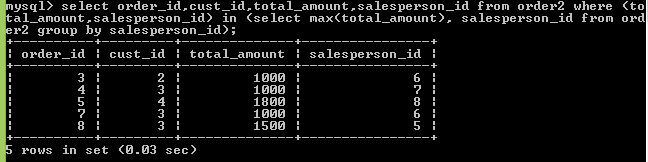 mysql> select order_id,cust_id,total_amount,salesperson_id from order2 where (to
tal_amount,salesperson_id) in (select max(total_amount), salesperson_id from ord
er2 group by salesperson_id);
+----------+---------+--------------+----------------+
| order_id | cust_id | total_amount | salesperson_id |
+----------+---------+--------------+----------------+
| 3 | 2 | 1000 | 6 |
| 4 | 3 | 1000 | 7 |
| 5 | 4 | 1800 | 8 |
| 7 | 3 | 1000 | 6 |
| 8 | 3 | 1500 | 5 |
+----------+---------+--------------+----------------+
5 rows in set (0.03 sec)